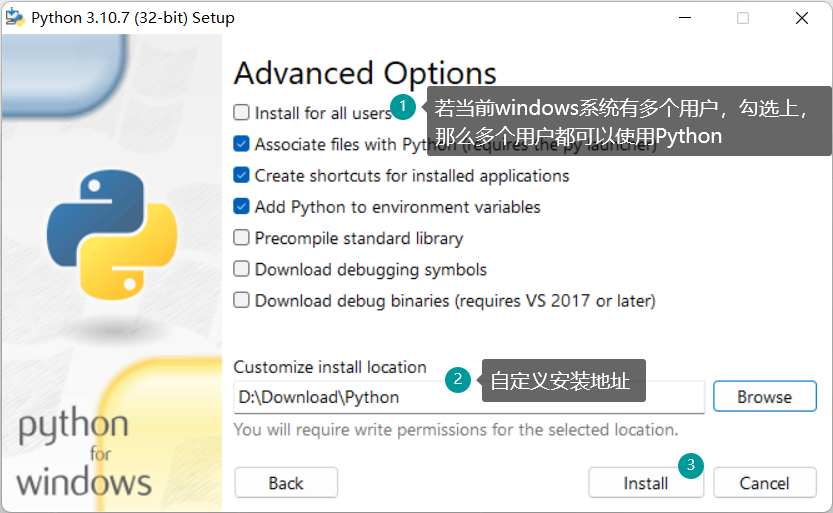 Python 3.10.7 (32-bit) Setup
Advanced Options
Install for all users
1
若当前windows系统有多个用户，勾选上，
那么多个用户都可以使用Python
Associate files with Python (requires the py launcher)
Create shortcuts for installed applications
Add Python to environment variables
Precompile standard library
Download debugging symbols
Download debug binaries (requires VS 2017 or later)
Customize install location
2
自定义安装地址
D:\Download\Python
Browse
You will require write permissions for the selected location.
python
for
windows
3
Back
Install
Cancel